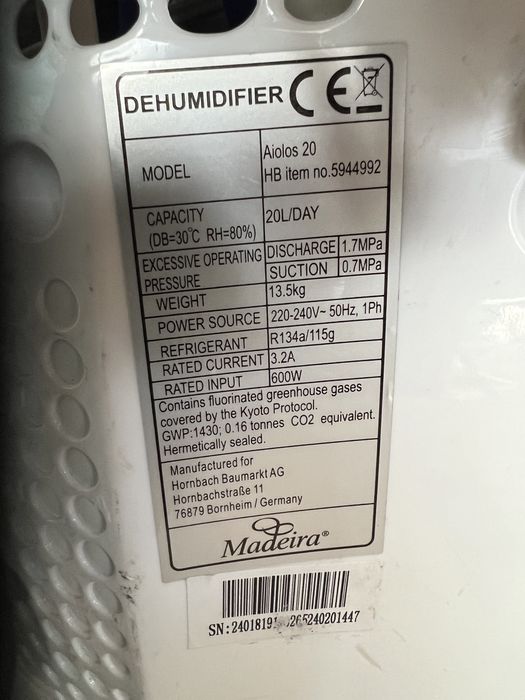 DEHUMIDIFIER CE
MODEL
Aiolos 20
HB item no.5944992
CAPACITY
(DB=30℃ RH=80%)
20L/DAY
EXCESSIVE OPERATING
PRESSURE
DISCHARGE 1.7MPa
SUCTION 0.7MPa
WEIGHT 13.5kg
POWER SOURCE 220-240V~ 50Hz, 1Ph
REFRIGERANT R134a/115g
RATED CURRENT 3.2A
RATED INPUT 600W
Contains fluorinated greenhouse gases
covered by the Kyoto Protocol.
GWP:1430; 0.16 tonnes CO2 equivalent.
Hermetically sealed.
Manufactured for
Hornbach Baumarkt AG
Hornbachstraße 11
76879 Bornheim / Germany
Madeira®
SN: